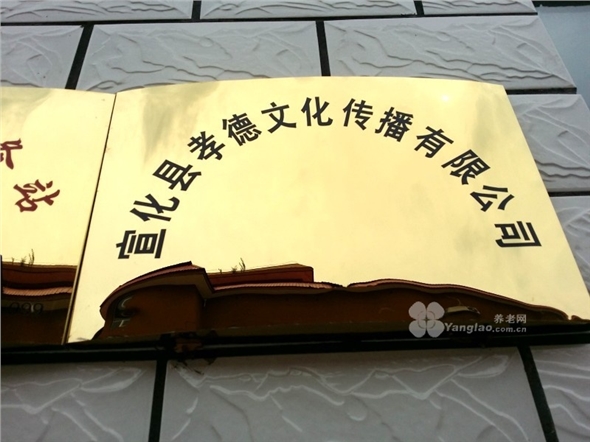 宣化县孝德文化传播有限公司
站
养老网
Yanglao.com.cn